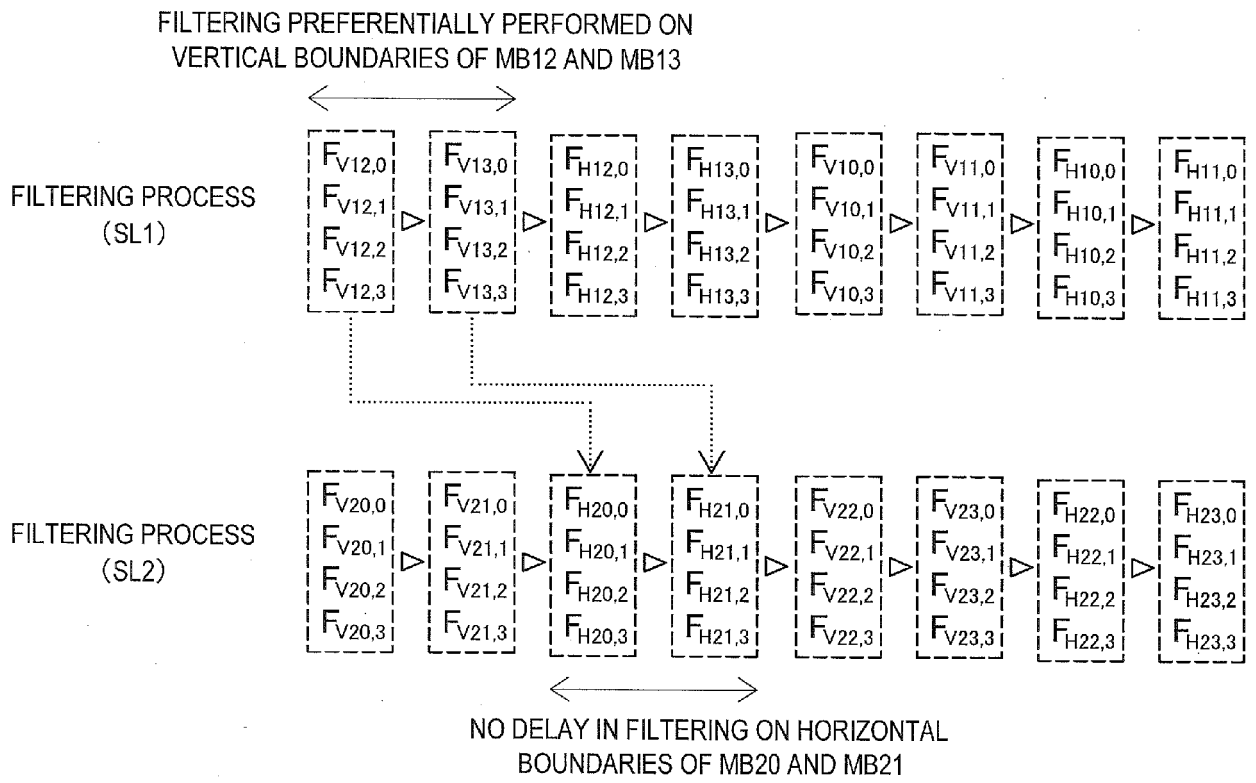 FILTERING PREFERENTIALLY PERFORMED ON
VERTICAL BOUNDARIES OF MB12 AND MB13
FILTERING PROCESS
(SL1)
FV12,0 FV13,0 FH12,0 FH13,0 FV10,0 FV11,0 FH10,0 FH11,0
FV12,1 FV13,1 FH12,1 FH13,1 FV10,1 FV11,1 FH10,1 FH11,1
FV12,2 FV13,2 FH12,2 FH13,2 FV10,2 FV11,2 FH10,2 FH11,2
FV12,3 FV13,3 FH12,3 FH13,3 FV10,3 FV11,3 FH10,3 FH11,3
FILTERING PROCESS
(SL2)
FV20,0 FV21,0 FH20,0 FH21,0 FV22,0 FV23,0 FH22,0 FH23,0
FV20,1 FV21,1 FH20,1 FH21,1 FV22,1 FV23,1 FH22,1 FH23,1
FV20,2 FV21,2 FH20,2 FH21,2 FV22,2 FV23,2 FH22,2 FH23,2
FV20,3 FV21,3 FH20,3 FH21,3 FV22,3 FV23,3 FH22,3 FH23,3
NO DELAY IN FILTERING ON HORIZONTAL
BOUNDARIES OF MB20 AND MB21